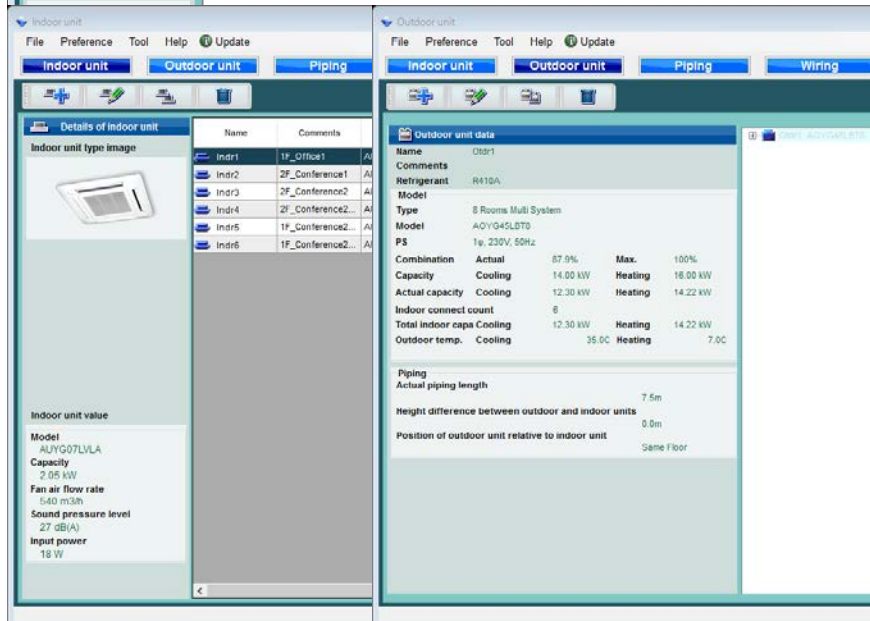 Indoor unit
File Preference Tool Help Update
Indoor unit Outdoor unit Piping
Details of indoor unit
Indoor unit type image
Name Comments
Indr1 1F_Office1
Indr2 2F_Conference1
Indr3 2F_Conference2
Indr4 2F_Conference2...
Indr5 1F_Conference2...
Indr6 1F_Conference2...
Indoor unit value
Model
AUYG07LVLA
Capacity
2.05 kW
Fan air flow rate
540 m3/h
Sound pressure level
27 dB(A)
Input power
18 W
Outdoor unit
File Preference Tool Help Update
Indoor unit Outdoor unit Piping Wiring
Outdoor unit data
Name Otdr1
Comments
Refrigerant R410A
Model
Type 8 Rooms Multi System
Model AOYG45LBT8
PS 1φ, 230V, 50Hz
Combination Actual 87.9% Max. 100%
Capacity Cooling 14.00 kW Heating 16.00 kW
Actual capacity Cooling 12.30 kW Heating 14.22 kW
Indoor connect count 6
Total indoor capa Cooling 12.30 kW Heating 14.22 kW
Outdoor temp. Cooling 35.0C Heating 7.0C
Piping
Actual piping length
7.5m
Height difference between outdoor and indoor units
0.0m
Position of outdoor unit relative to indoor unit
Same Floor